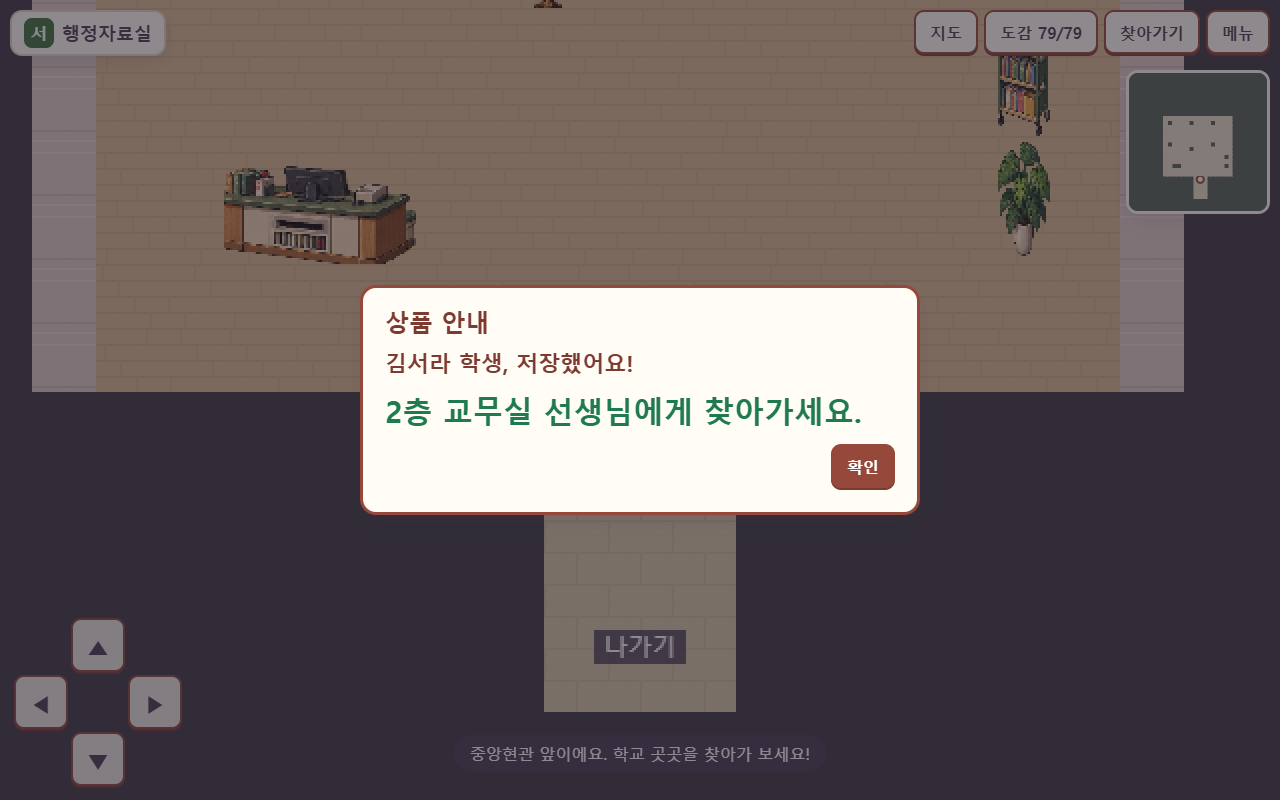 서 행정자료실
지도
도감 79/79
찾아가기
메뉴
상품 안내
김서라 학생, 저장했어요!
2층 교무실 선생님에게 찾아가세요.
확인
나가기
중앙현관 앞이에요. 학교 곳곳을 찾아가 보세요!